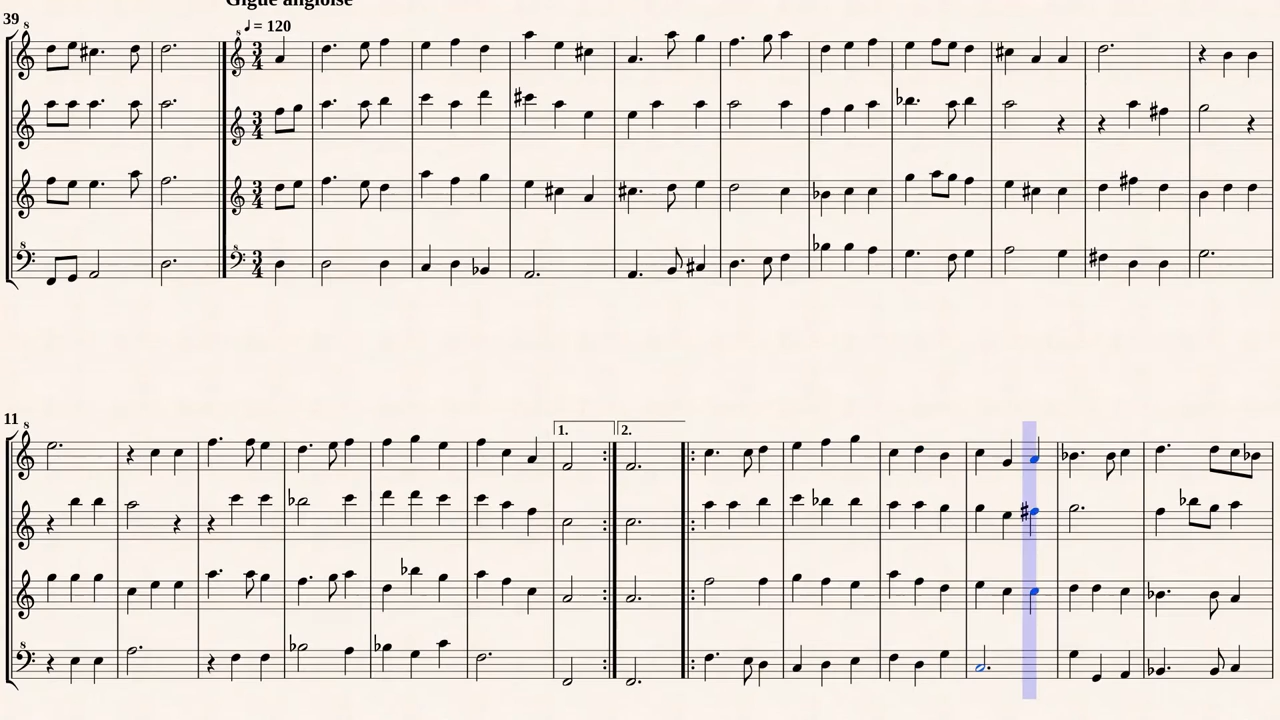 Gigue angloise
39
♩ = 120
11
1.
2.